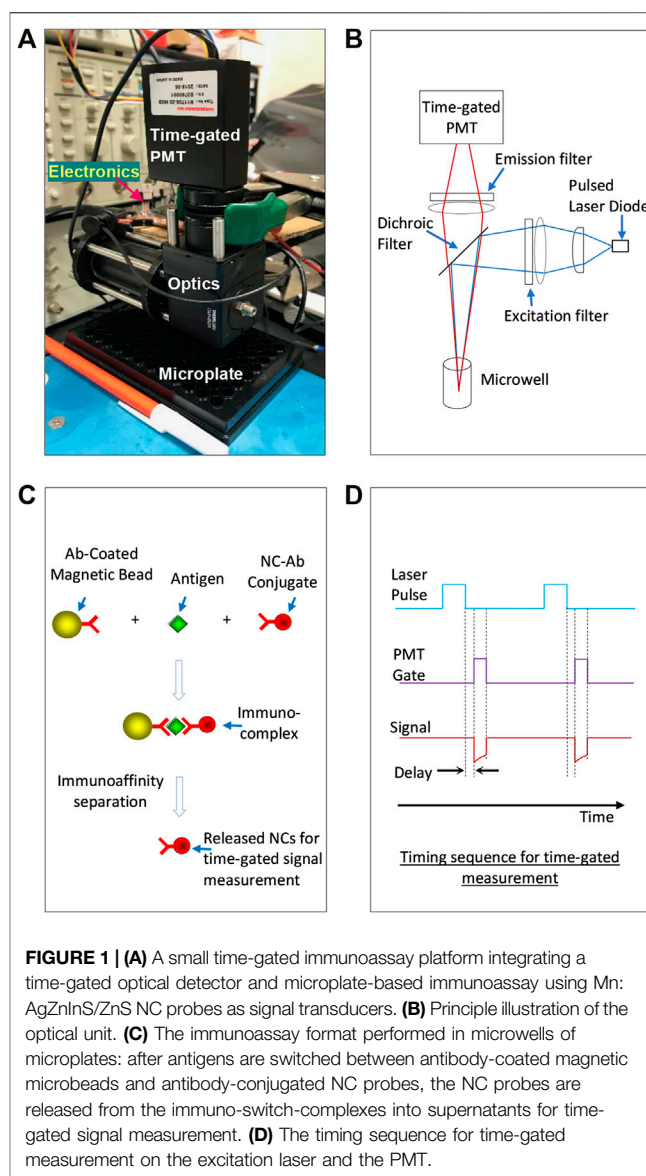 A
Time-gated
PMT
Electronics
Optics
Microplate
B
Time-gated
PMT
Emission filter
Pulsed
Laser Diode
Dichroic
Filter
Excitation filter
Microwell
C
Ab-Coated
Magnetic Bead
Antigen
NC-Ab
Conjugate
+
+
Immuno-
complex
Immunoaffinity
separation
Released NCs for
time-gated signal
measurement
D
Laser
Pulse
PMT
Gate
Signal
Delay
Time
Timing sequence for time-gated
measurement
FIGURE 1 | (A) A small time-gated immunoassay platform integrating a
time-gated optical detector and microplate-based immunoassay using Mn:
AgZnInS/ZnS NC probes as signal transducers. (B) Principle illustration of the
optical unit. (C) The immunoassay format performed in microwells of
microplates: after antigens are switched between antibody-coated magnetic
microbeads and antibody-conjugated NC probes, the NC probes are
released from the immuno-switch-complexes into supernatants for time-
gated signal measurement. (D) The timing sequence for time-gated
measurement on the excitation laser and the PMT.